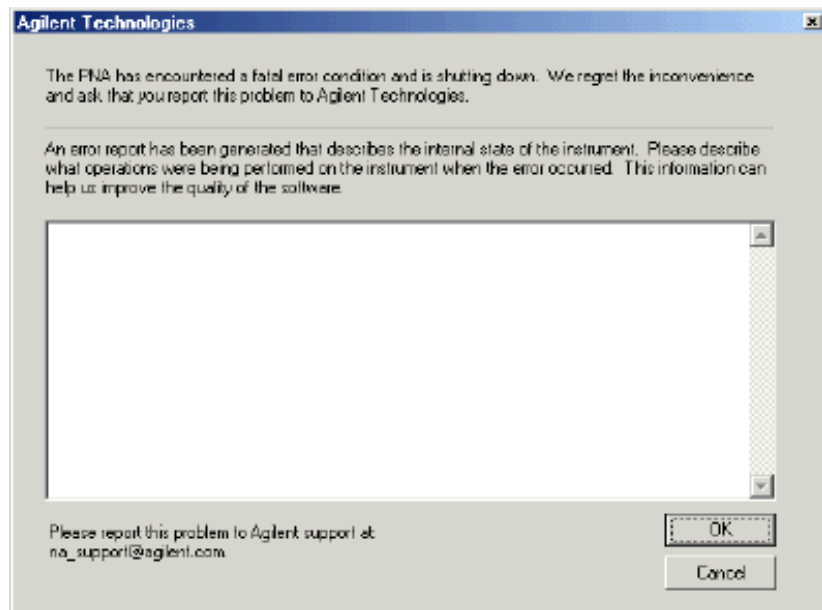 Agilent Technologies
The PNA has encountered a fatal error condition and is shutting down. We regret the inconvenience
and ask that you report this problem to Agilent Technologies.
An error report has been generated that describes the internal state of the instrument. Please describe
what operations were being performed on the instrument when the error occurred. This information can
help us improve the quality of the software.
Please report this problem to Agilent support at:
na_support@agilent.com.
OK
Cancel